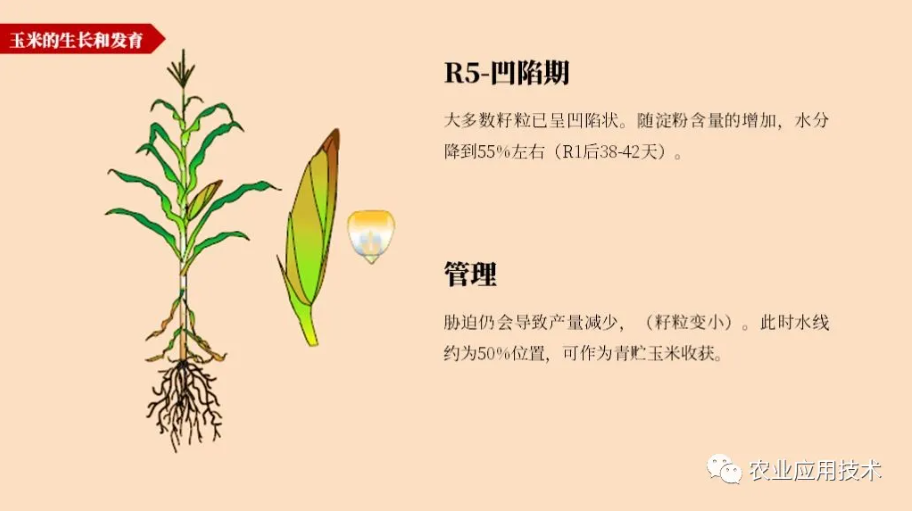 玉米的生长和发育
R5-凹陷期
大多数籽粒已呈凹陷状。随淀粉含量的增加，水分
降到55%左右（R1后38-42天）。
管理
胁迫仍会导致产量减少，（籽粒变小）。此时水线
约为50%位置，可作为青贮玉米收获。
农业应用技术